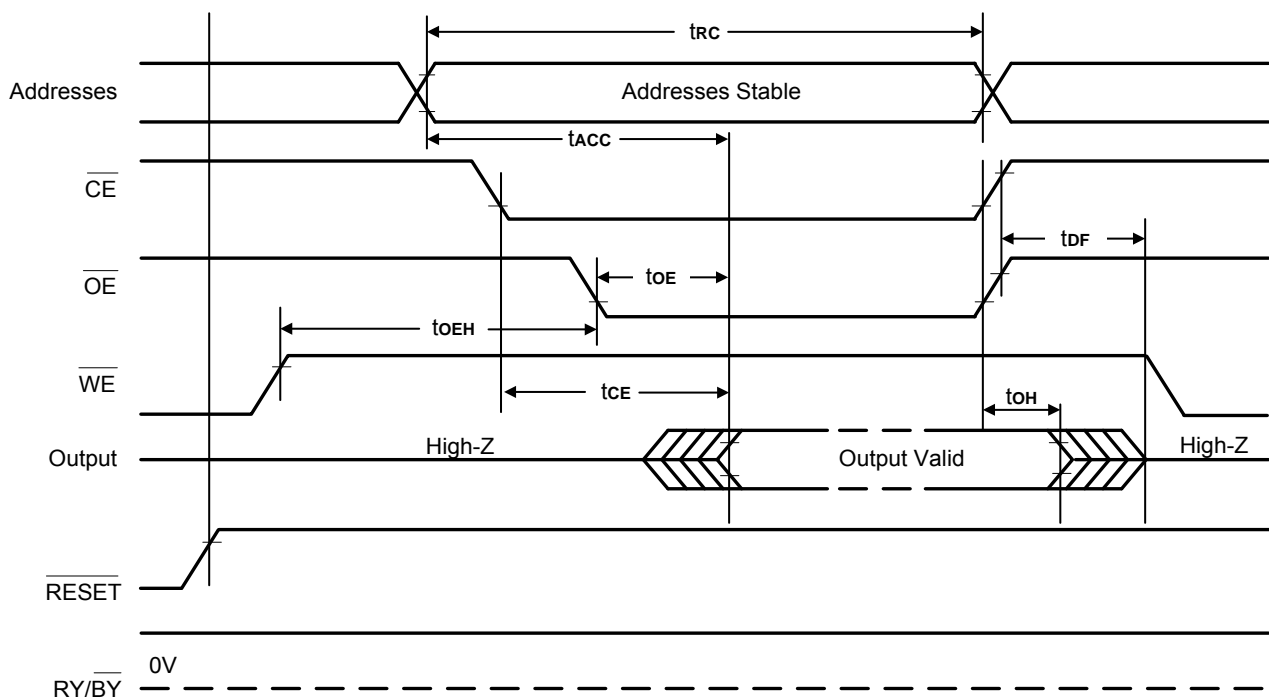 tRC
Addresses
Addresses Stable
tACC
CE
tDF
OE
tOE
tOEH
WE
tCE
tOH
High-Z
Output
Output Valid
High-Z
RESET
0V
RY/BY